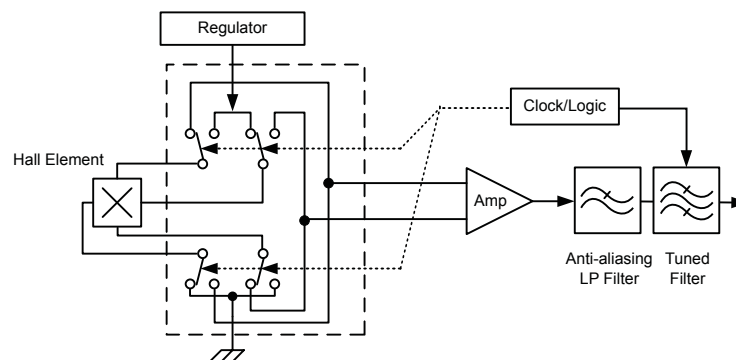 Regulator
Clock/Logic
Hall Element
Amp
Anti-aliasing
LP Filter
Tuned
Filter